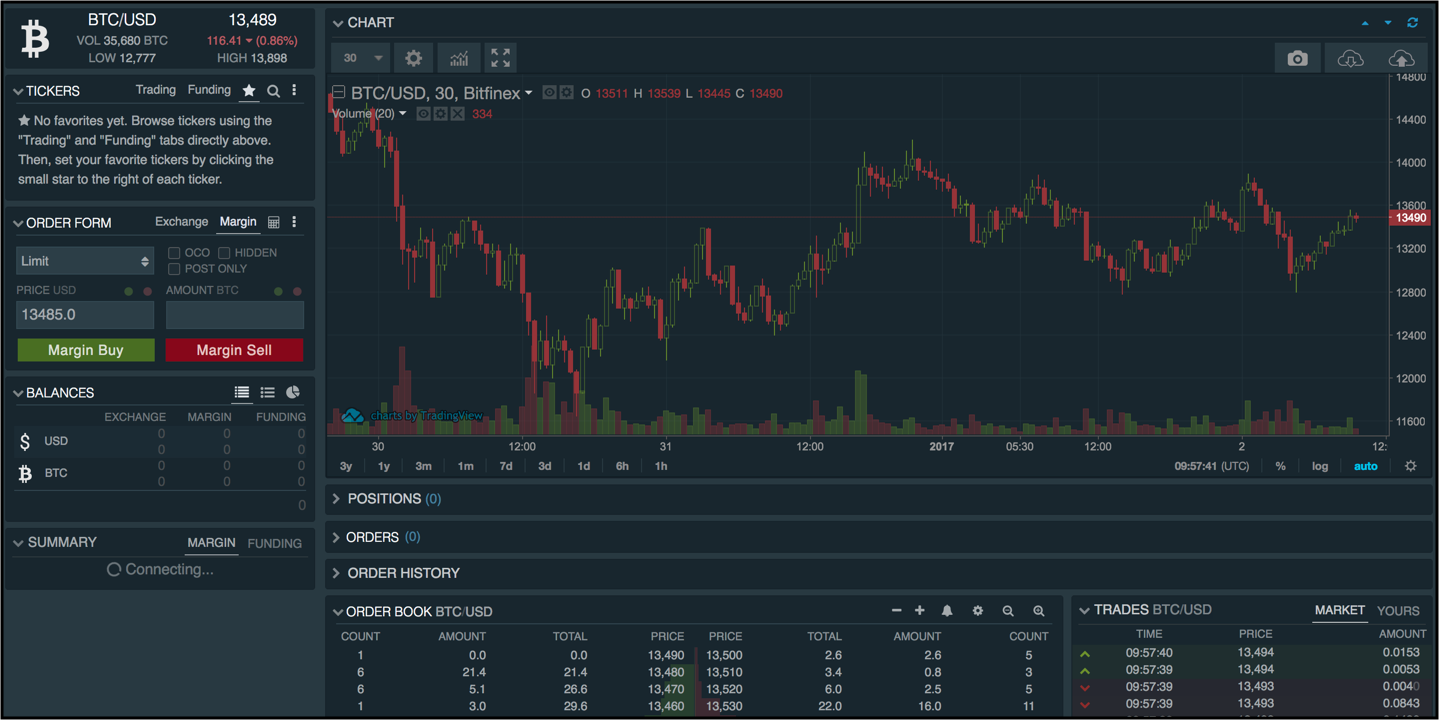 BTC/USD 13,489
VOL 35,680 BTC 116.41 (0.86%)
LOW 12,777 HIGH 13,898
TICKERS Trading Funding
No favorites yet. Browse tickers using the
"Trading" and "Funding" tabs directly above.
Then, set your favorite tickers by clicking the
small star to the right of each ticker.
ORDER FORM Exchange Margin
Limit OCO HIDDEN
POST ONLY
PRICE USD AMOUNT BTC
13485.0
Margin Buy Margin Sell
BALANCES
EXCHANGE MARGIN FUNDING
$ USD 0 0 0
0 0 0
BTC 0 0 0
0 0 0
0
SUMMARY MARGIN FUNDING
Connecting...
CHART
30
BTC/USD, 30, Bitfinex O 13511 H 13539 L 13445 C 13490
Volume (20) 334
14800
14400
14000
13600
13490
13200
12800
12400
12000
11600
charts by TradingView
30 12:00 31 12:00 2017 05:30 12:00 2 12:
3y 1y 3m 1m 7d 3d 1d 6h 1h 09:57:41 (UTC) % log auto
POSITIONS (0)
ORDERS (0)
ORDER HISTORY
ORDER BOOK BTC/USD
COUNT AMOUNT TOTAL PRICE PRICE TOTAL AMOUNT COUNT
1 0.0 0.0 13,490 13,500 2.6 2.6 5
6 21.4 21.4 13,480 13,510 3.4 0.8 3
6 5.1 26.6 13,470 13,520 6.0 2.5 5
1 3.0 29.6 13,460 13,530 22.0 16.0 11
TRADES BTC/USD MARKET YOURS
TIME PRICE AMOUNT
09:57:40 13,494 0.0153
09:57:39 13,494 0.0053
09:57:39 13,493 0.0040
09:57:39 13,493 0.0843